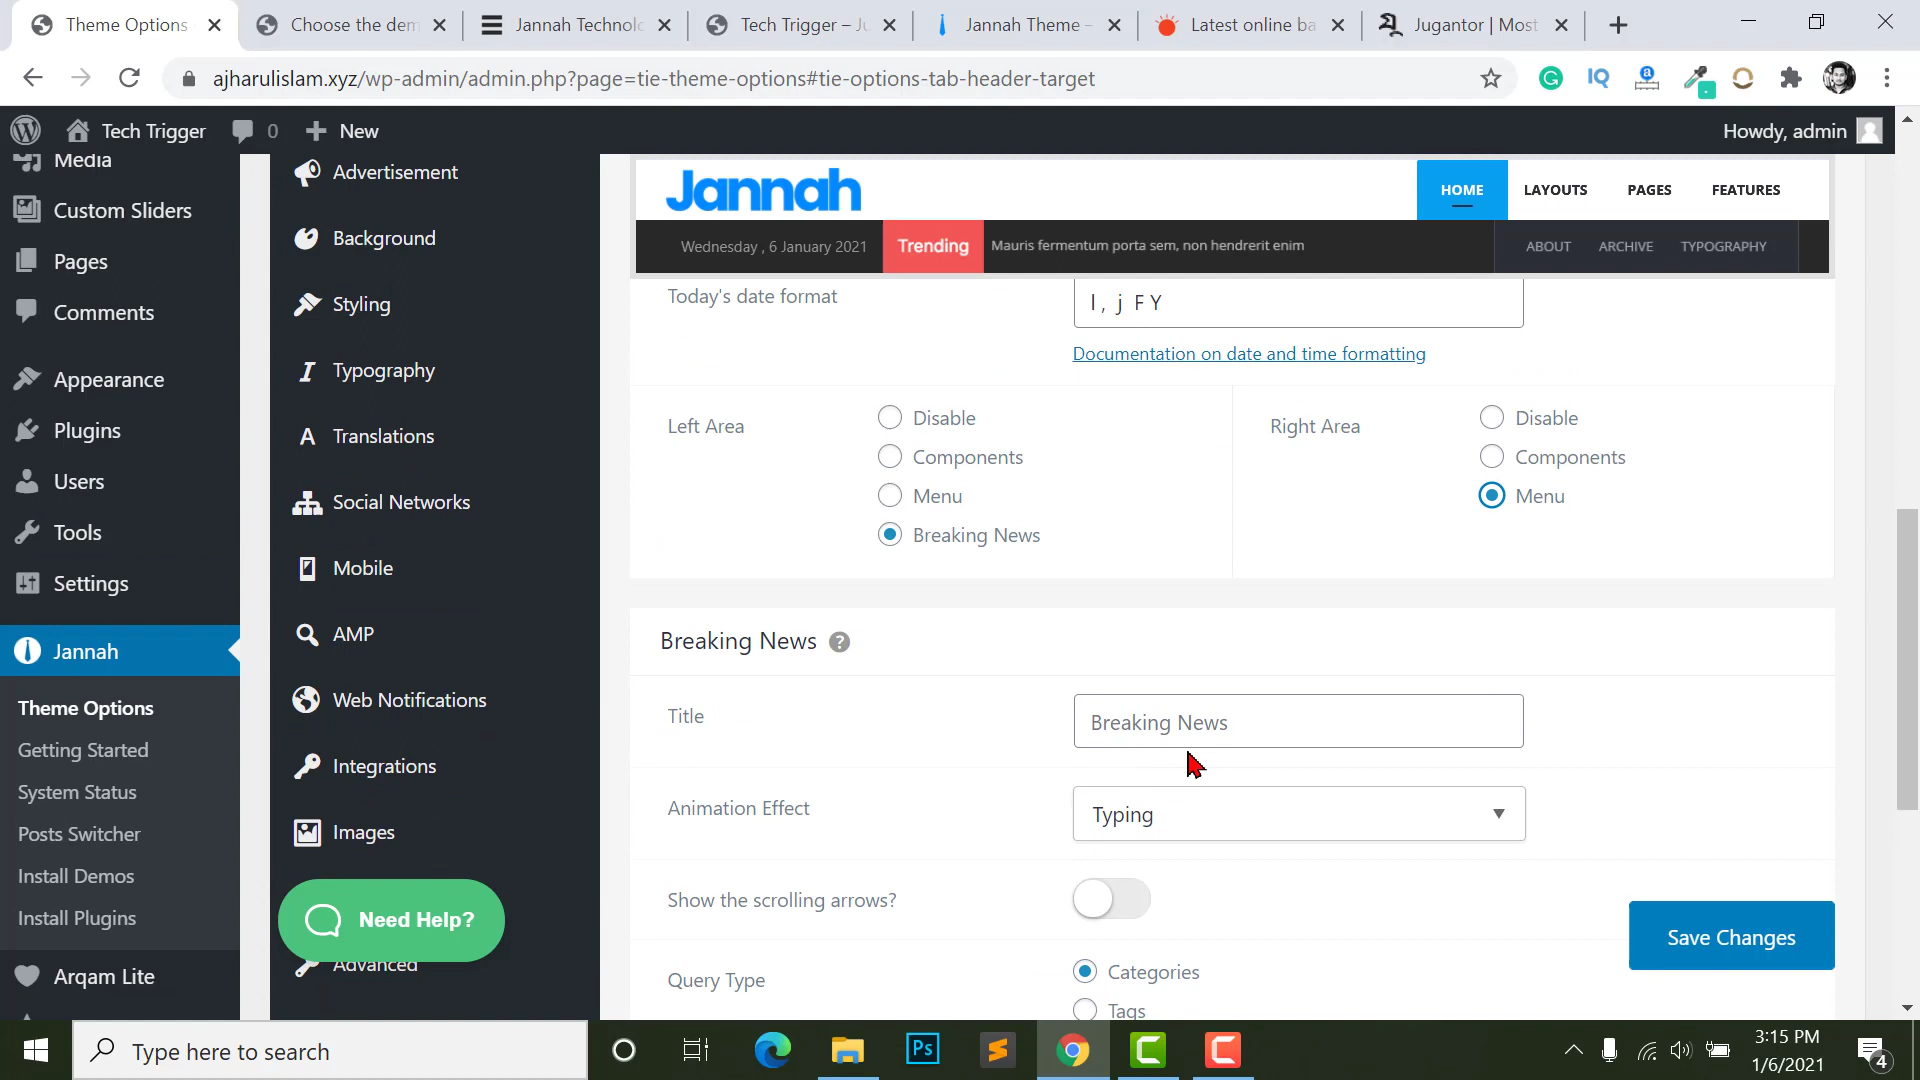 Theme Options
Choose the dem
Jannah Technolo
Tech Trigger – Ju
Jannah Theme –
Latest online ba
Jugantor | Most
ajharulislam.xyz/wp-admin/admin.php?page=tie-theme-options#tie-options-tab-header-target
IQ
a
Tech Trigger
0
New
Howdy, admin
Media
Custom Sliders
Pages
Comments
Appearance
Plugins
Users
Tools
Settings
Jannah
Theme Options
Getting Started
System Status
Posts Switcher
Install Demos
Install Plugins
Arqam Lite
Advertisement
Background
Styling
Typography
Translations
Social Networks
Mobile
AMP
Web Notifications
Integrations
Images
Advanced
Need Help?
Jannah
HOME
LAYOUTS
PAGES
FEATURES
Wednesday , 6 January 2021
Trending
Mauris fermentum porta sem, non hendrerit enim
ABOUT
ARCHIVE
TYPOGRAPHY
Today's date format
l , j F Y
Documentation on date and time formatting
Left Area
Disable
Components
Menu
Breaking News
Right Area
Disable
Components
Menu
Breaking News ?
Title
Breaking News
Animation Effect
Typing
Show the scrolling arrows?
Query Type
Categories
Tags
Save Changes
Type here to search
Ps
3:15 PM
1/6/2021
4